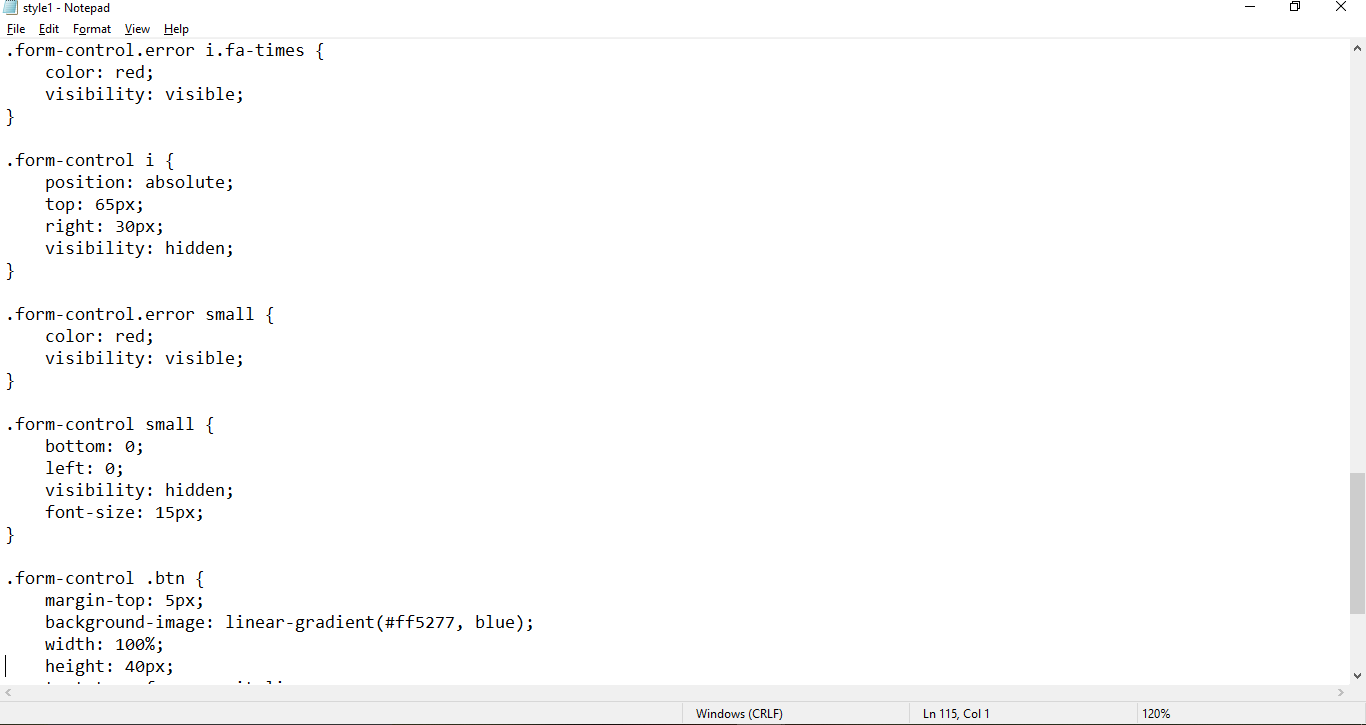 style1 - Notepad
File Edit Format View Help
.form-control.error i.fa-times {
    color: red;
    visibility: visible;
}

.form-control i {
    position: absolute;
    top: 65px;
    right: 30px;
    visibility: hidden;
}

.form-control.error small {
    color: red;
    visibility: visible;
}

.form-control small {
    bottom: 0;
    left: 0;
    visibility: hidden;
    font-size: 15px;
}

.form-control .btn {
    margin-top: 5px;
    background-image: linear-gradient(#ff5277, blue);
    width: 100%;
    height: 40px;
Windows (CRLF) Ln 115, Col 1 120%